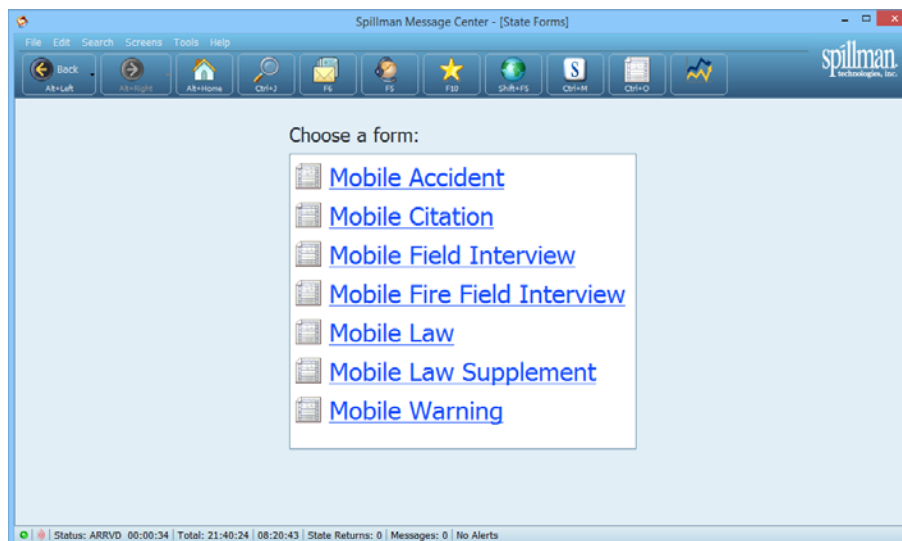 Spillman Message Center - [State Forms]
File Edit Search Screens Tools Help
Back
Alt+Left
Alt+Right
Alt+Home
Ctrl+J
F6
F5
F10
Shift+F5
S
Ctrl+M
Ctrl+O
spillman
technologies, inc.
Choose a form:
Mobile Accident
Mobile Citation
Mobile Field Interview
Mobile Fire Field Interview
Mobile Law
Mobile Law Supplement
Mobile Warning
Status: ARRVD 00:00:34 Total: 21:40:24 08:20:43 State Returns: 0 Messages: 0 No Alerts